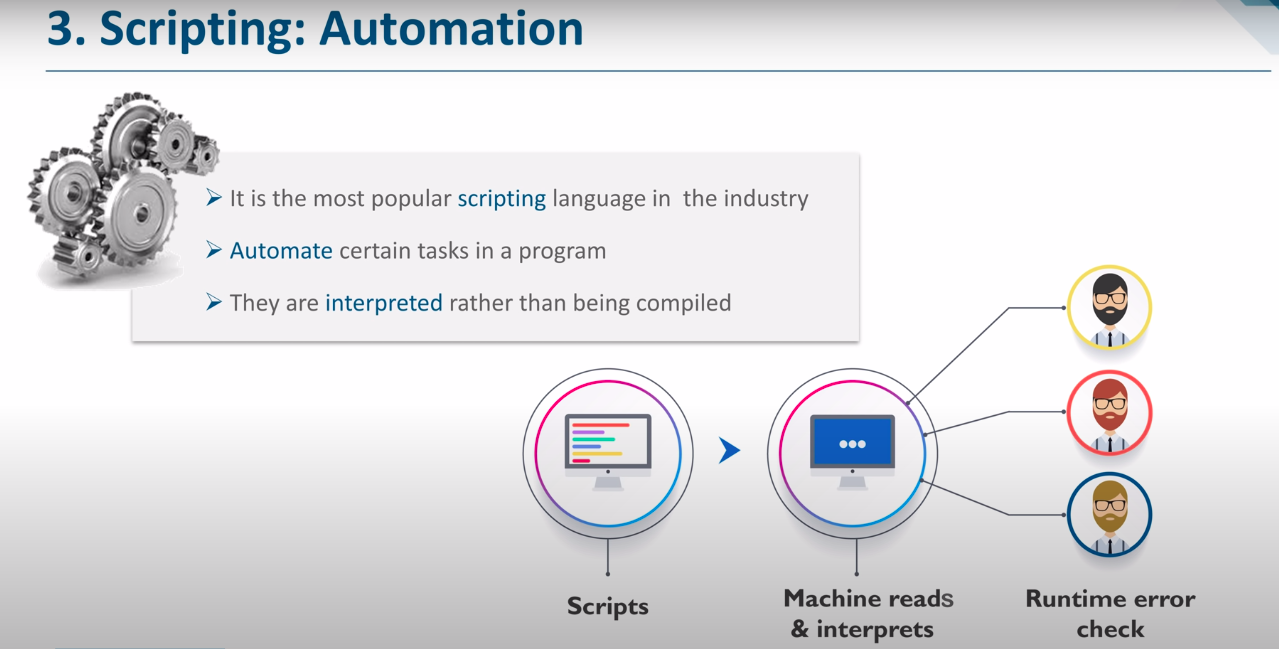 3. Scripting: Automation
It is the most popular scripting language in the industry
Automate certain tasks in a program
They are interpreted rather than being compiled
Scripts
Machine reads
& interprets
Runtime error
check